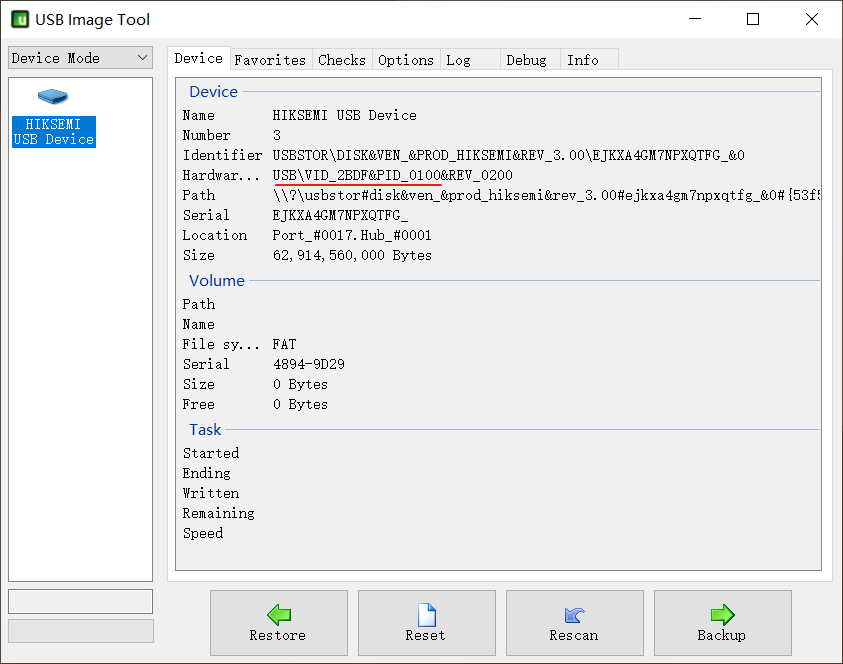 USB Image Tool
Device Mode
HIKSEMI
USB Device
Device Favorites Checks Options Log Debug Info
Device
Name HIKSEMI USB Device
Number 3
Identifier USBSTOR\DISK&VEN_&PROD_HIKSEMI&REV_3.00\EJKXA4GM7NPXQTFG_&0
Hardwar... USB\VID_2BDF&PID_0100&REV_0200
Path \\?\usbstor#disk&ven_&prod_hiksemi&rev_3.00#ejkxa4gm7npxqtfg_&0#{53f5
Serial EJKXA4GM7NPXQTFG_
Location Port_#0017.Hub_#0001
Size 62,914,560,000 Bytes
Volume
Path
Name
File sy... FAT
Serial 4894-9D29
Size 0 Bytes
Free 0 Bytes
Task
Started
Ending
Written
Remaining
Speed
Restore Reset Rescan Backup